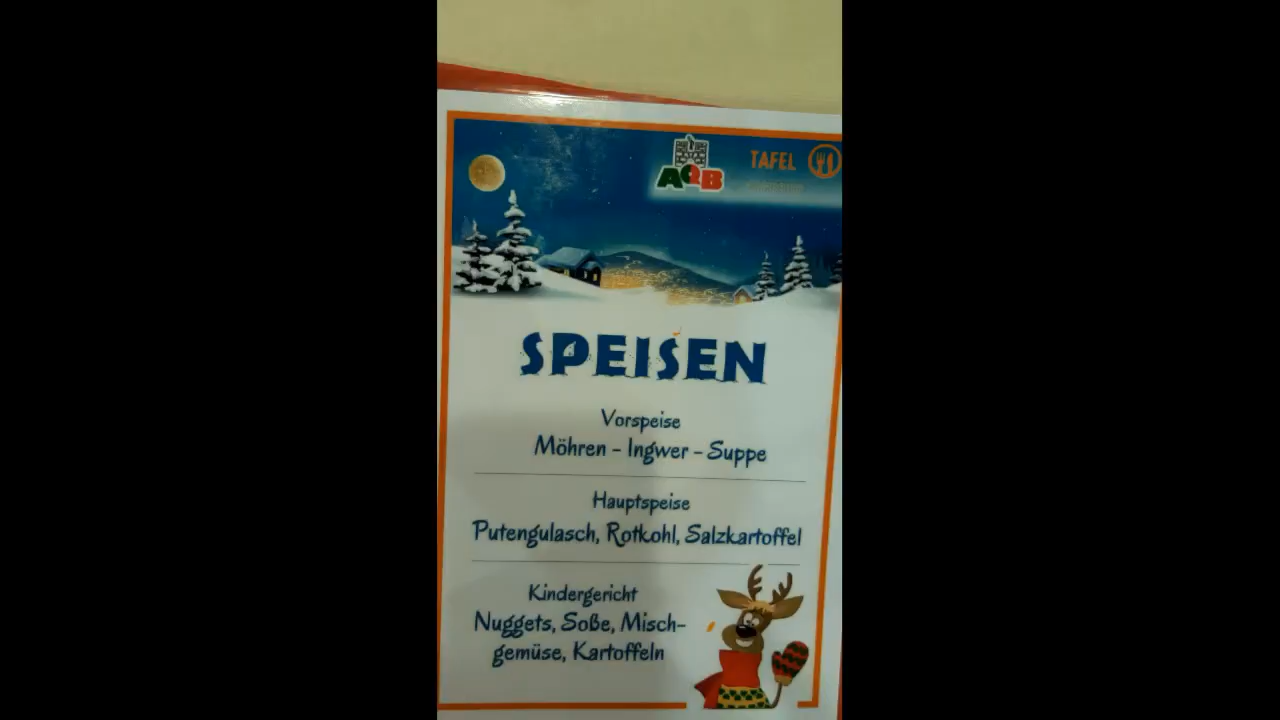 AQB
TAFEL
SPEISEN
Vorspeise
Möhren - Ingwer - Suppe
Hauptspeise
Putengulasch, Rotkohl, Salzkartoffel
Kindergericht
Nuggets, Soße, Misch-
gemüse, Kartoffeln